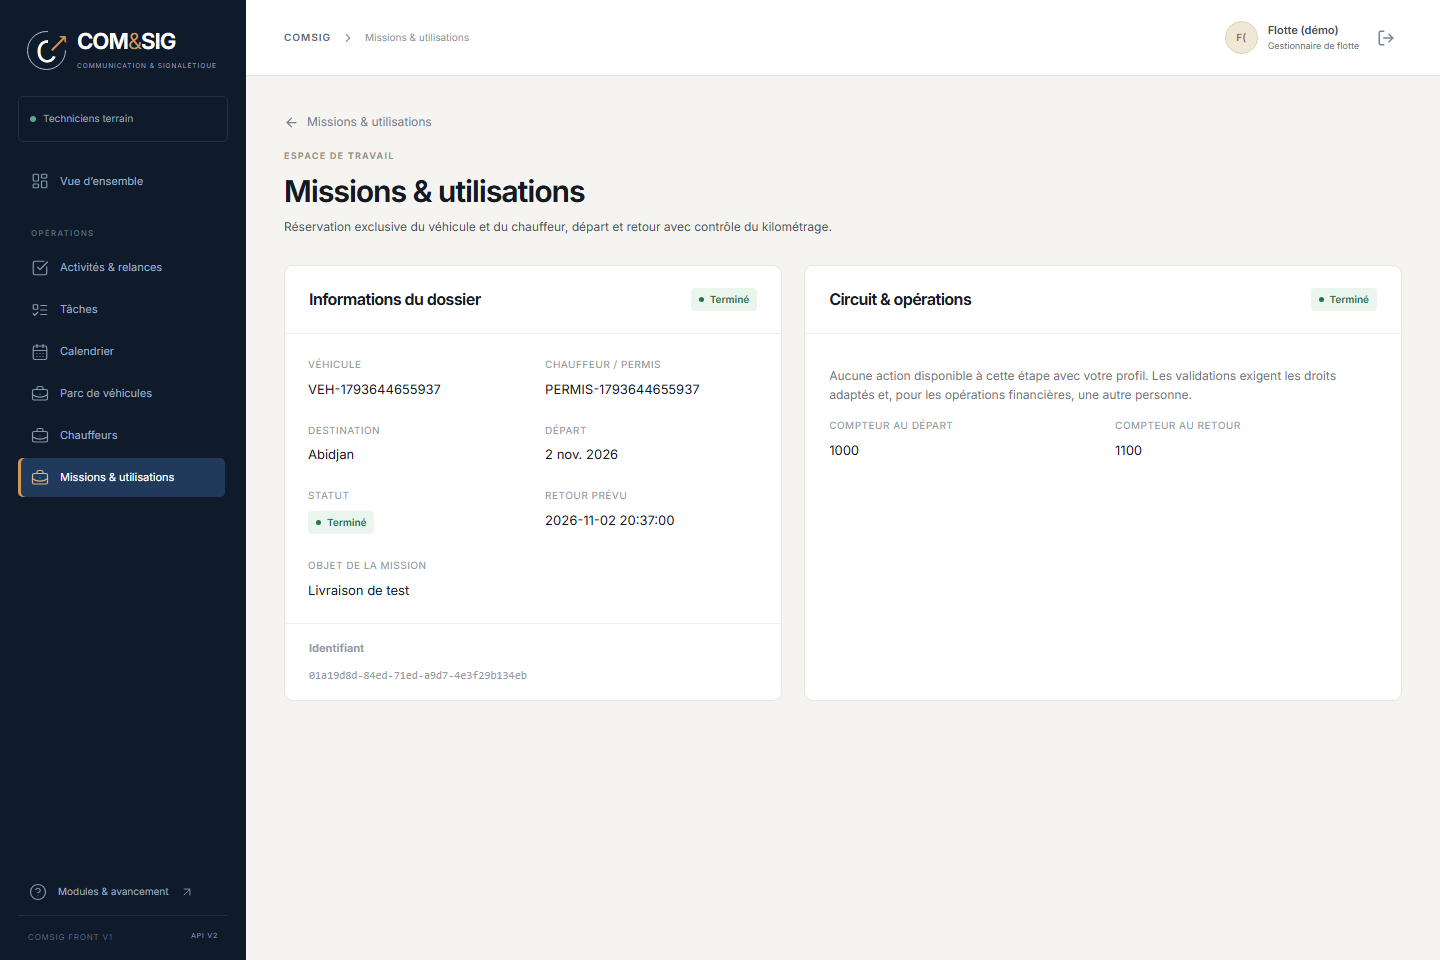 COM&SIG
COMMUNICATION & SIGNALÉTIQUE
Techniciens terrain
Vue d'ensemble
OPÉRATIONS
Activités & relances
Tâches
Calendrier
Parc de véhicules
Chauffeurs
Missions & utilisations
Modules & avancement
COMSIG FRONT V1
API V2
COMSIG
Missions & utilisations
F(
Flotte (démo)
Gestionnaire de flotte
Missions & utilisations
ESPACE DE TRAVAIL
Missions & utilisations
Réservation exclusive du véhicule et du chauffeur, départ et retour avec contrôle du kilométrage.
Informations du dossier
Terminé
VÉHICULE
VEH-1793644655937
CHAUFFEUR / PERMIS
PERMIS-1793644655937
DESTINATION
Abidjan
DÉPART
2 nov. 2026
STATUT
Terminé
RETOUR PRÉVU
2026-11-02 20:37:00
OBJET DE LA MISSION
Livraison de test
Identifiant
01a19d8d-84ed-71ed-a9d7-4e3f29b134eb
Circuit & opérations
Terminé
Aucune action disponible à cette étape avec votre profil. Les validations exigent les droits
adaptés et, pour les opérations financières, une autre personne.
COMPTEUR AU DÉPART
1000
COMPTEUR AU RETOUR
1100